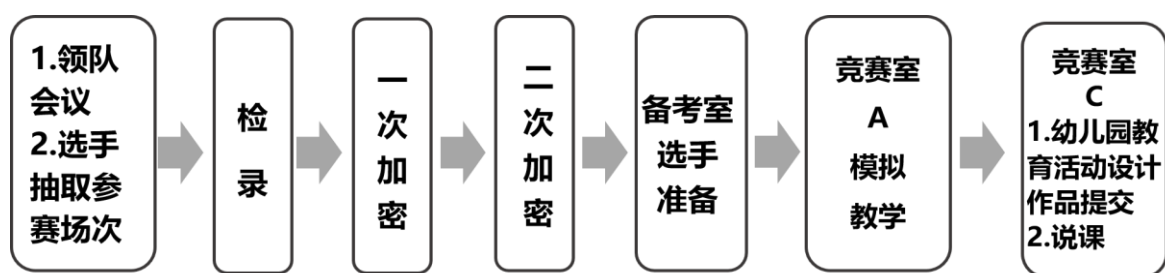 1.领队
会议
2.选手
抽取参
赛场次
检
录
一
次
加
密
二
次
加
密
备考室
选手
准备
竞赛室
A
模拟
教学
竞赛室
C
1.幼儿园教
育活动设计
作品提交
2.说课